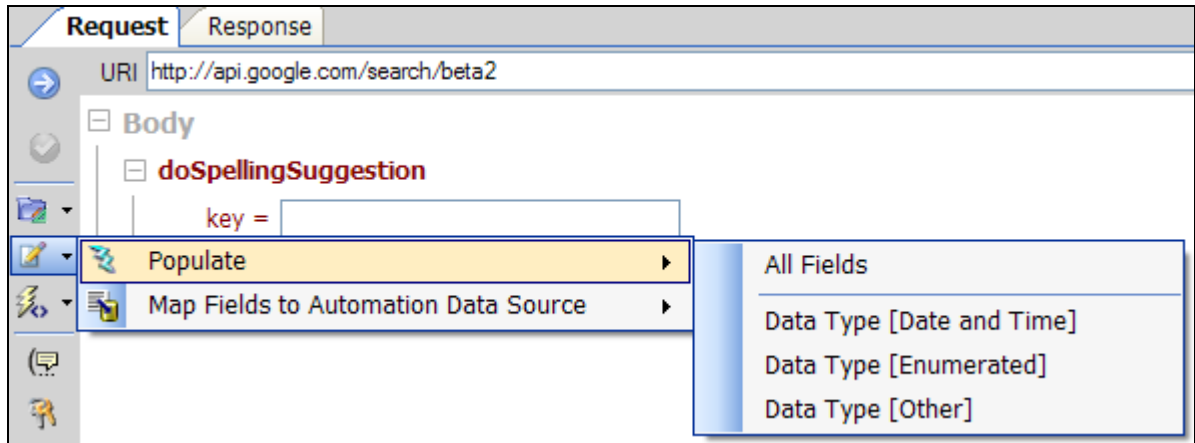 Request Response
URI http://api.google.com/search/beta2
Body
doSpellingSuggestion
key =
Populate
Map Fields to Automation Data Source
All Fields
Data Type [Date and Time]
Data Type [Enumerated]
Data Type [Other]